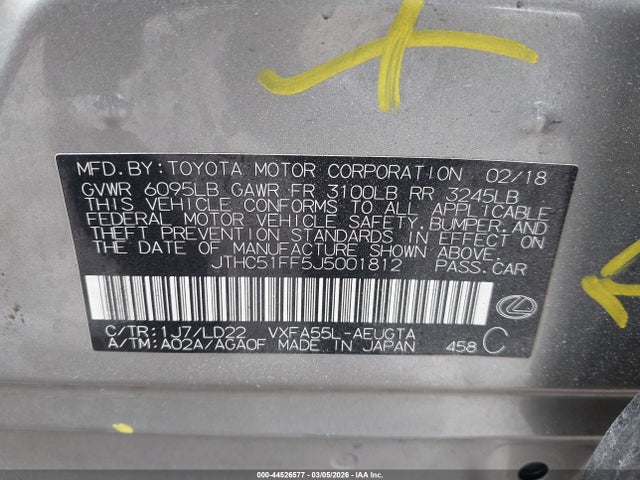 MFD.BY:TOYOTA MOTOR CORPORATION 02/18
GVWR 6095LB GAWR FR 3100LB RR 3245LB
THIS VEHICLE CONFORMS TO ALL APPLICABLE
FEDERAL MOTOR VEHICLE SAFETY,BUMPER,AND
THEFT PREVENTION STANDARDS IN EFFECT ON
THE DATE OF MANUFACTURE SHOWN ABOVE.
JTHC51FF5J5001812 PASS.CAR
C/TR:1J7/LD22 VXFA55L-AEUGTA
A/TM:A02A/AGA0F MADE IN JAPAN 458 C
000-44526577 - 03/05/2026 - IAA Inc.